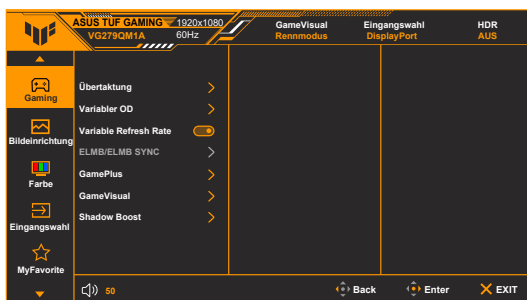 ASUS TUF GAMING 1920x1080 GameVisual Eingangswahl HDR
VG279QM1A 60Hz Rennmodus DisplayPort AUS
Gaming
Bildeinrichtung
Farbe
Eingangswahl
MyFavorite
Übertaktung
Variabler OD
Variable Refresh Rate
ELMB/ELMB SYNC
GamePlus
GameVisual
Shadow Boost
50 Back Enter EXIT